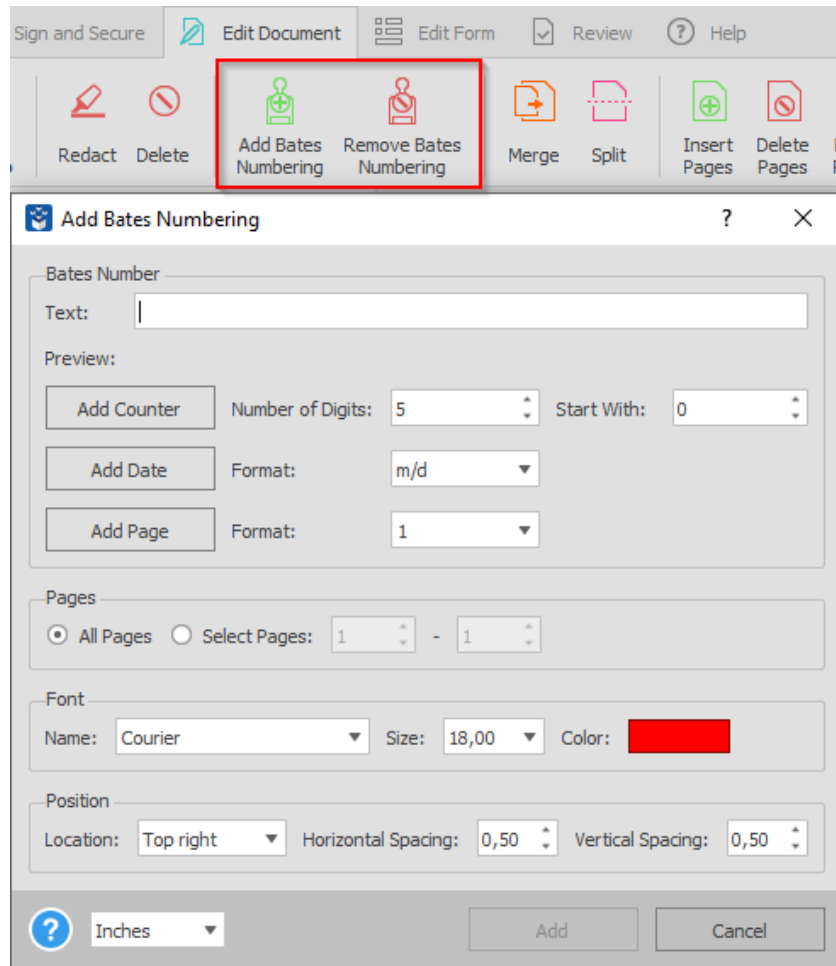 Sign and Secure Edit Document Edit Form Review ? Help
Redact Delete Add Bates Numbering Remove Bates Numbering Merge Split Insert Pages Delete Pages
Add Bates Numbering ? X
Bates Number
Text:
Preview:
Add Counter Number of Digits: 5 Start With: 0
Add Date Format: m/d
Add Page Format: 1
Pages
All Pages Select Pages: 1 - 1
Font
Name: Courier Size: 18,00 Color:
Position
Location: Top right Horizontal Spacing: 0,50 Vertical Spacing: 0,50
? Inches Add Cancel